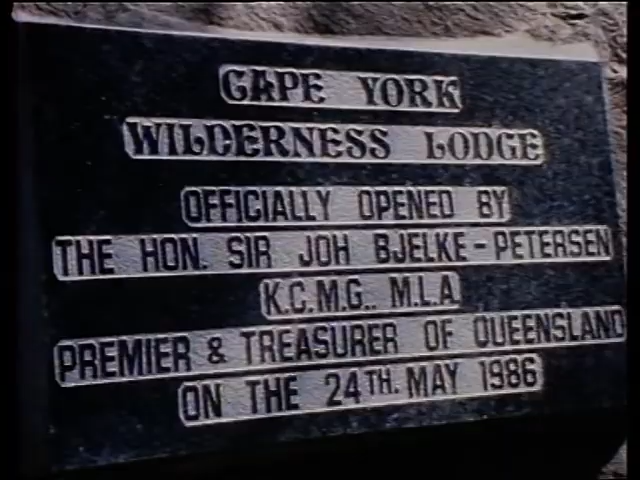 CAPE YORK
WILDERNESS LODGE
OFFICIALLY OPENED BY
THE HON. SIR JOH BJELKE-PETERSEN
K.C.M.G.. M.L.A.
PREMIER & TREASURER OF QUEENSLAND
ON THE 24TH. MAY 1986